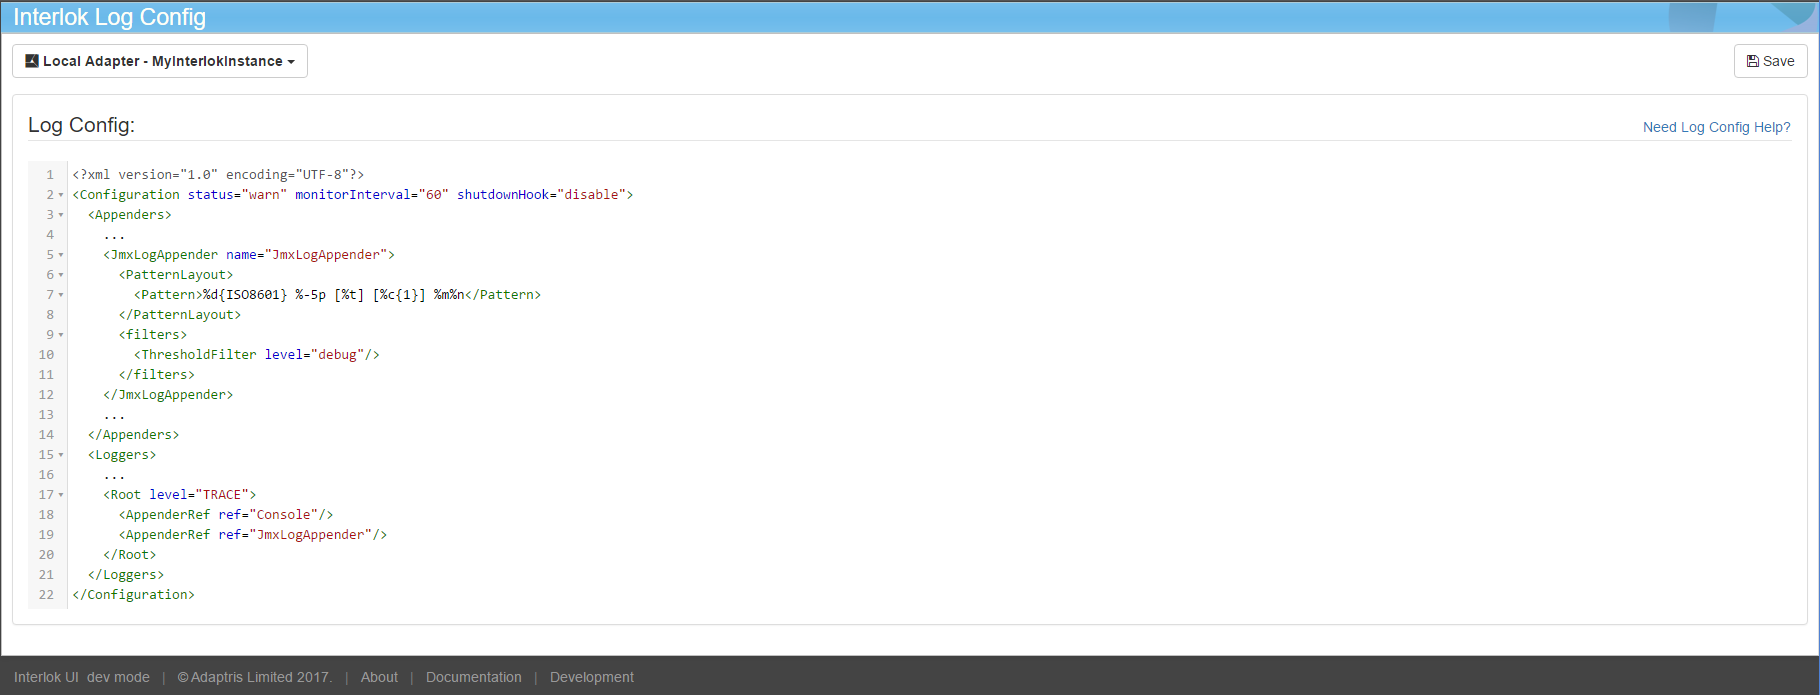 Interlok Log Config
Local Adapter - MyInterlokInstance
Save
Log Config:
Need Log Config Help?
1 <?xml version="1.0" encoding="UTF-8"?>
2 <Configuration status="warn" monitorInterval="60" shutdownHook="disable">
3 <Appenders>
4 ...
5 <JmxLogAppender name="JmxLogAppender">
6 <PatternLayout>
7 <Pattern>%d{ISO8601} %-5p [%t] [%c{1}] %m%n</Pattern>
8 </PatternLayout>
9 <filters>
10 <ThresholdFilter level="debug"/>
11 </filters>
12 </JmxLogAppender>
13 ...
14 </Appenders>
15 <Loggers>
16 ...
17 <Root level="TRACE">
18 <AppenderRef ref="Console"/>
19 <AppenderRef ref="JmxLogAppender"/>
20 </Root>
21 </Loggers>
22 </Configuration>
Interlok UI dev mode | © Adaptris Limited 2017. | About | Documentation | Development